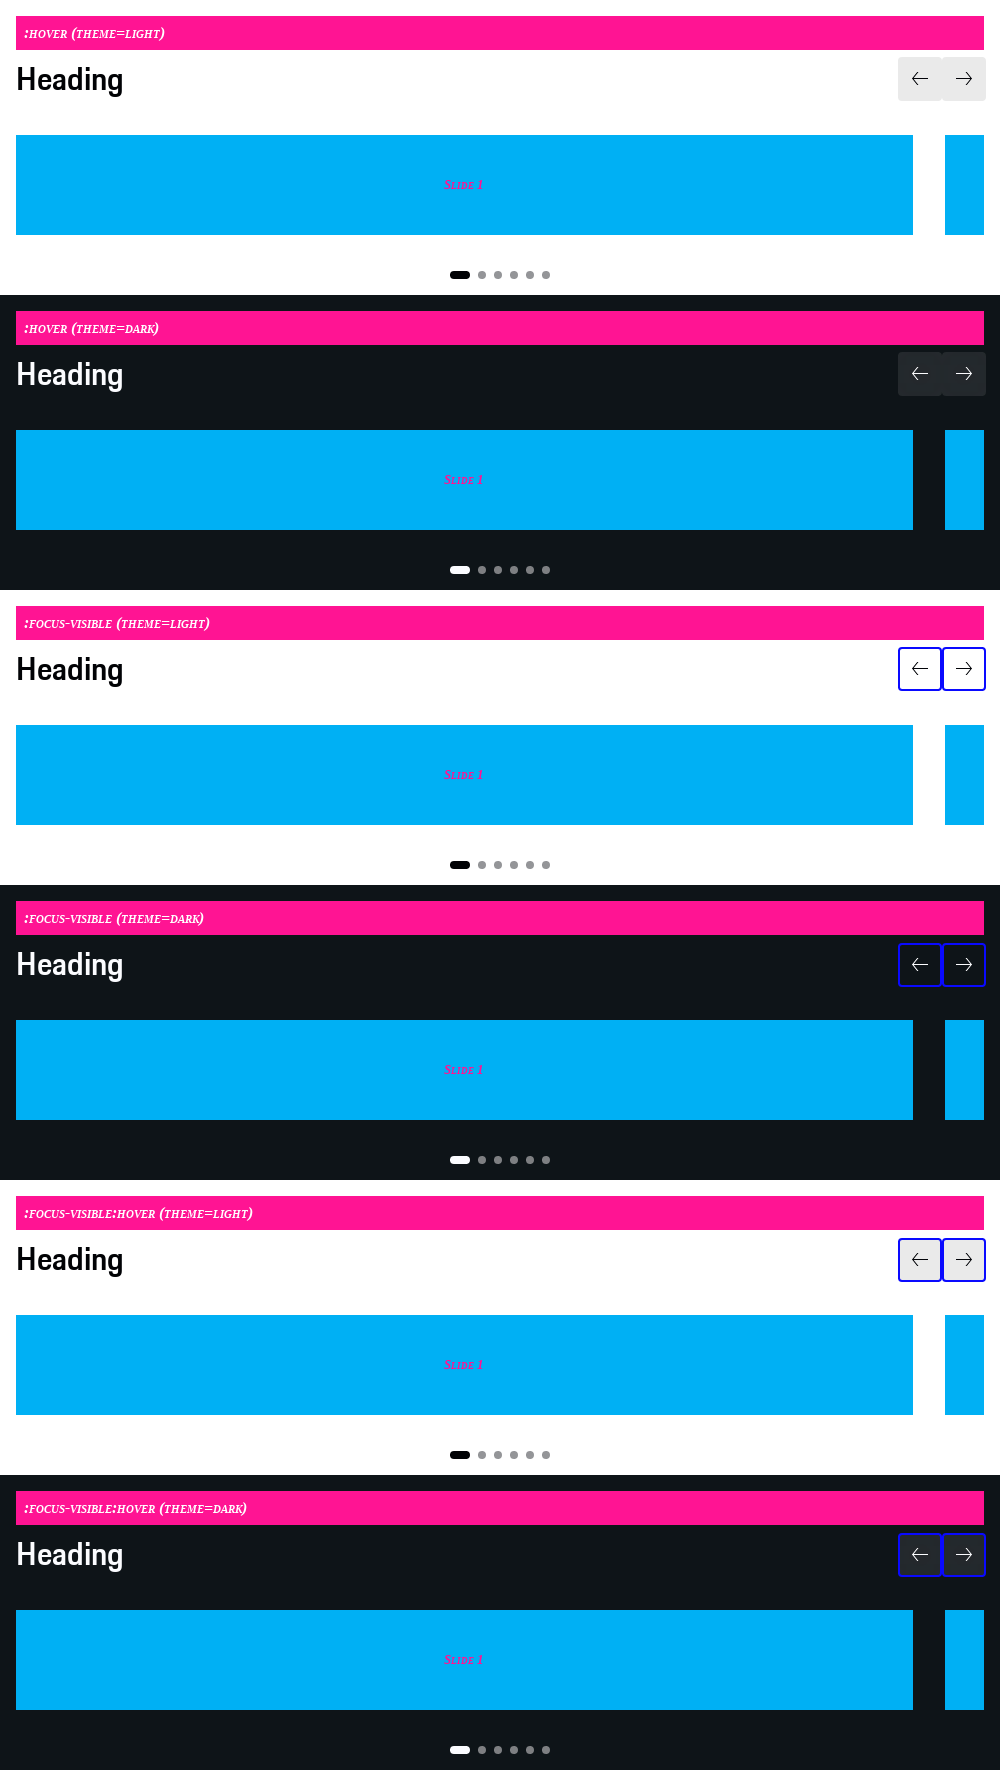 :HOVER (THEME=LIGHT)
Heading
Slide 1
:HOVER (THEME=DARK)
Heading
Slide 1
:FOCUS-VISIBLE (THEME=LIGHT)
Heading
Slide 1
:FOCUS-VISIBLE (THEME=DARK)
Heading
Slide 1
:FOCUS-VISIBLE:HOVER (THEME=LIGHT)
Heading
Slide 1
:FOCUS-VISIBLE:HOVER (THEME=DARK)
Heading
Slide 1